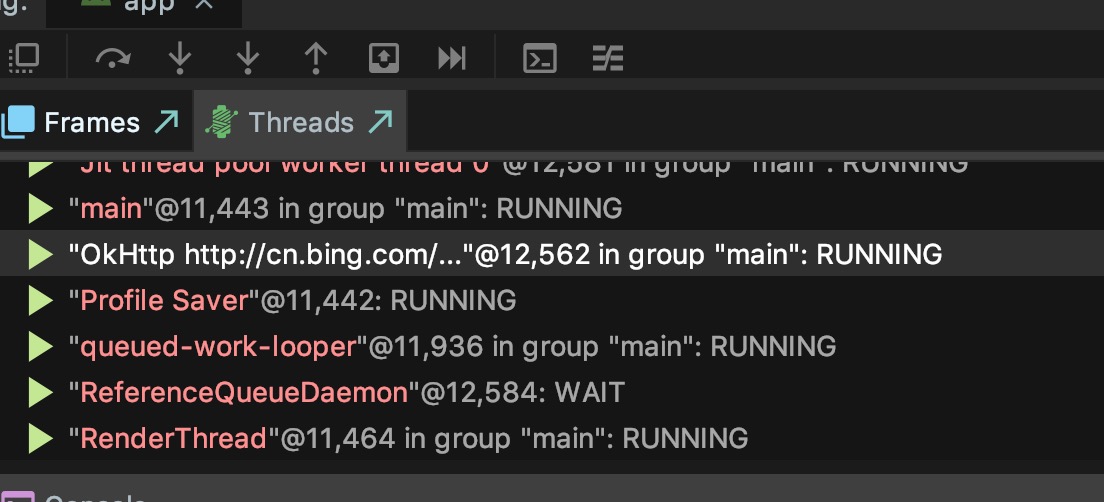 g:
app
Frames
Threads
"Jit thread pool worker thread 0"@12,581 in group "main": RUNNING
"main"@11,443 in group "main": RUNNING
"OkHttp http://cn.bing.com/..."@12,562 in group "main": RUNNING
"Profile Saver"@11,442: RUNNING
"queued-work-looper"@11,936 in group "main": RUNNING
"ReferenceQueueDaemon"@12,584: WAIT
"RenderThread"@11,464 in group "main": RUNNING
Console